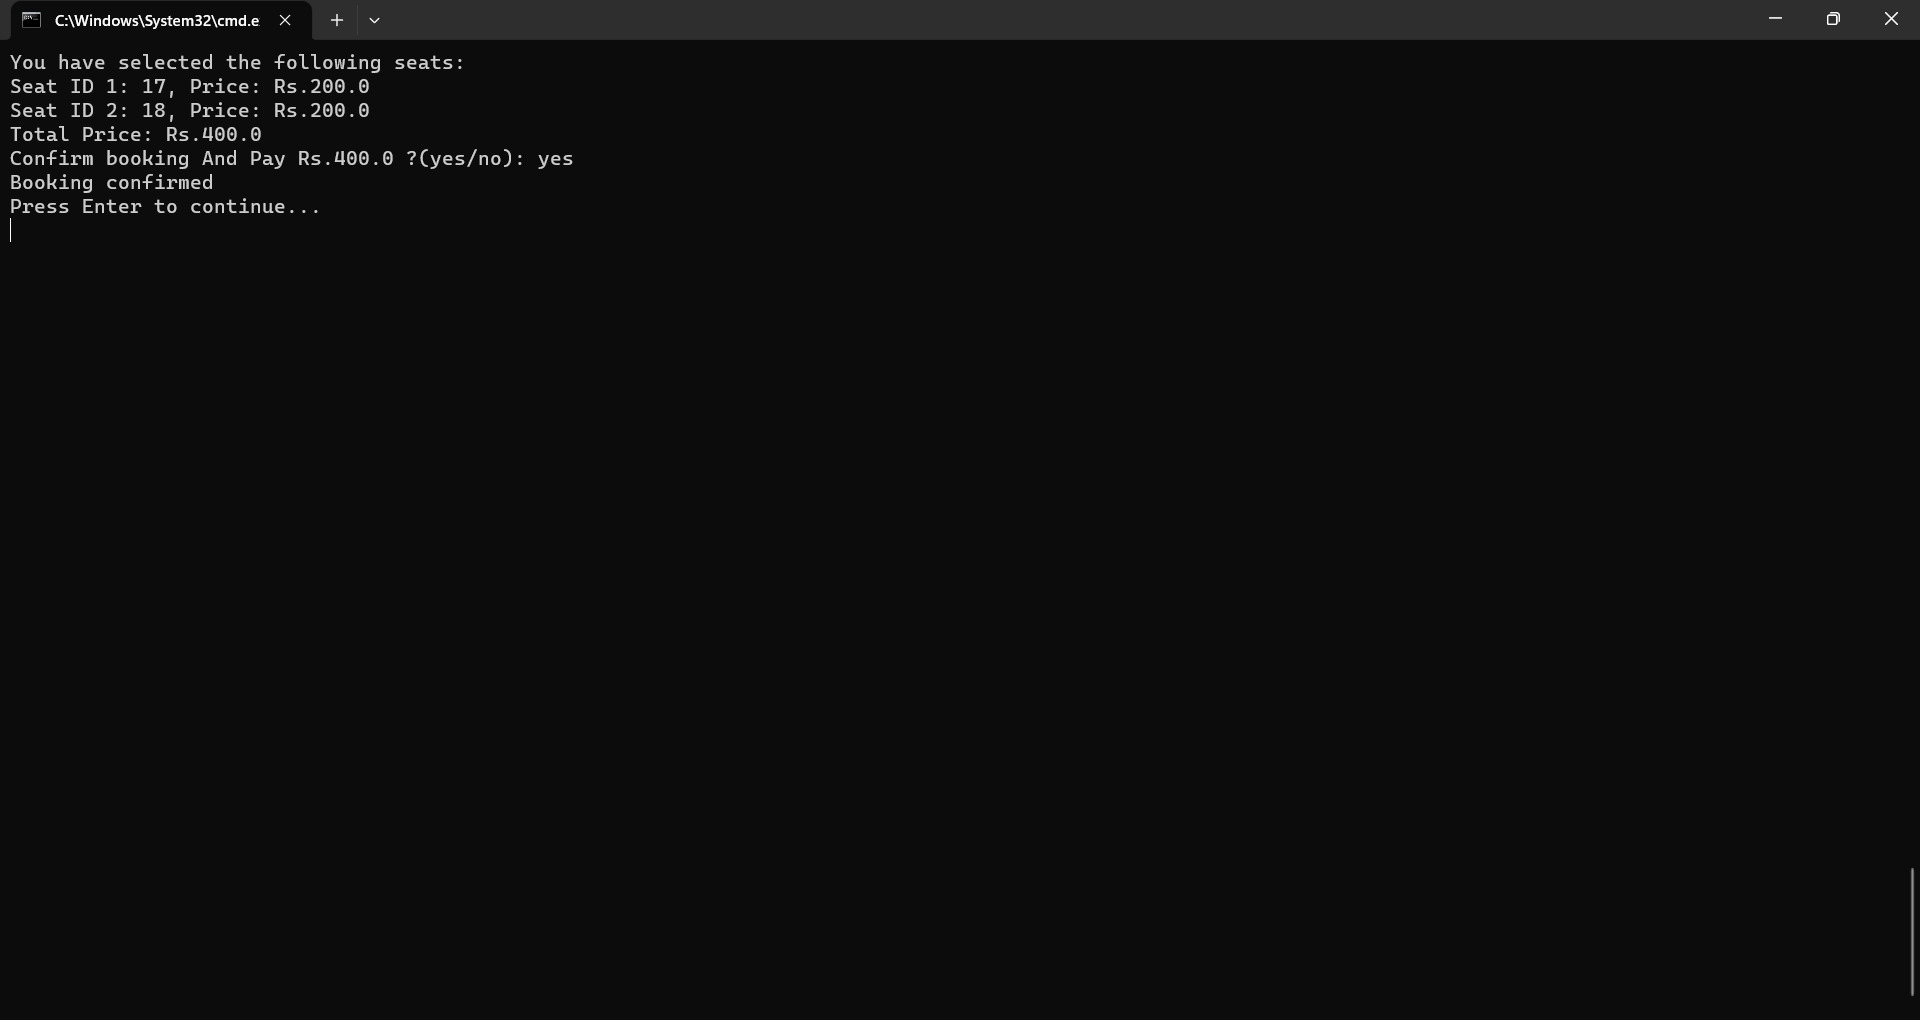 C:\Windows\System32\cmd.e
You have selected the following seats:
Seat ID 1: 17, Price: Rs.200.0
Seat ID 2: 18, Price: Rs.200.0
Total Price: Rs.400.0
Confirm booking And Pay Rs.400.0 ?(yes/no): yes
Booking confirmed
Press Enter to continue...